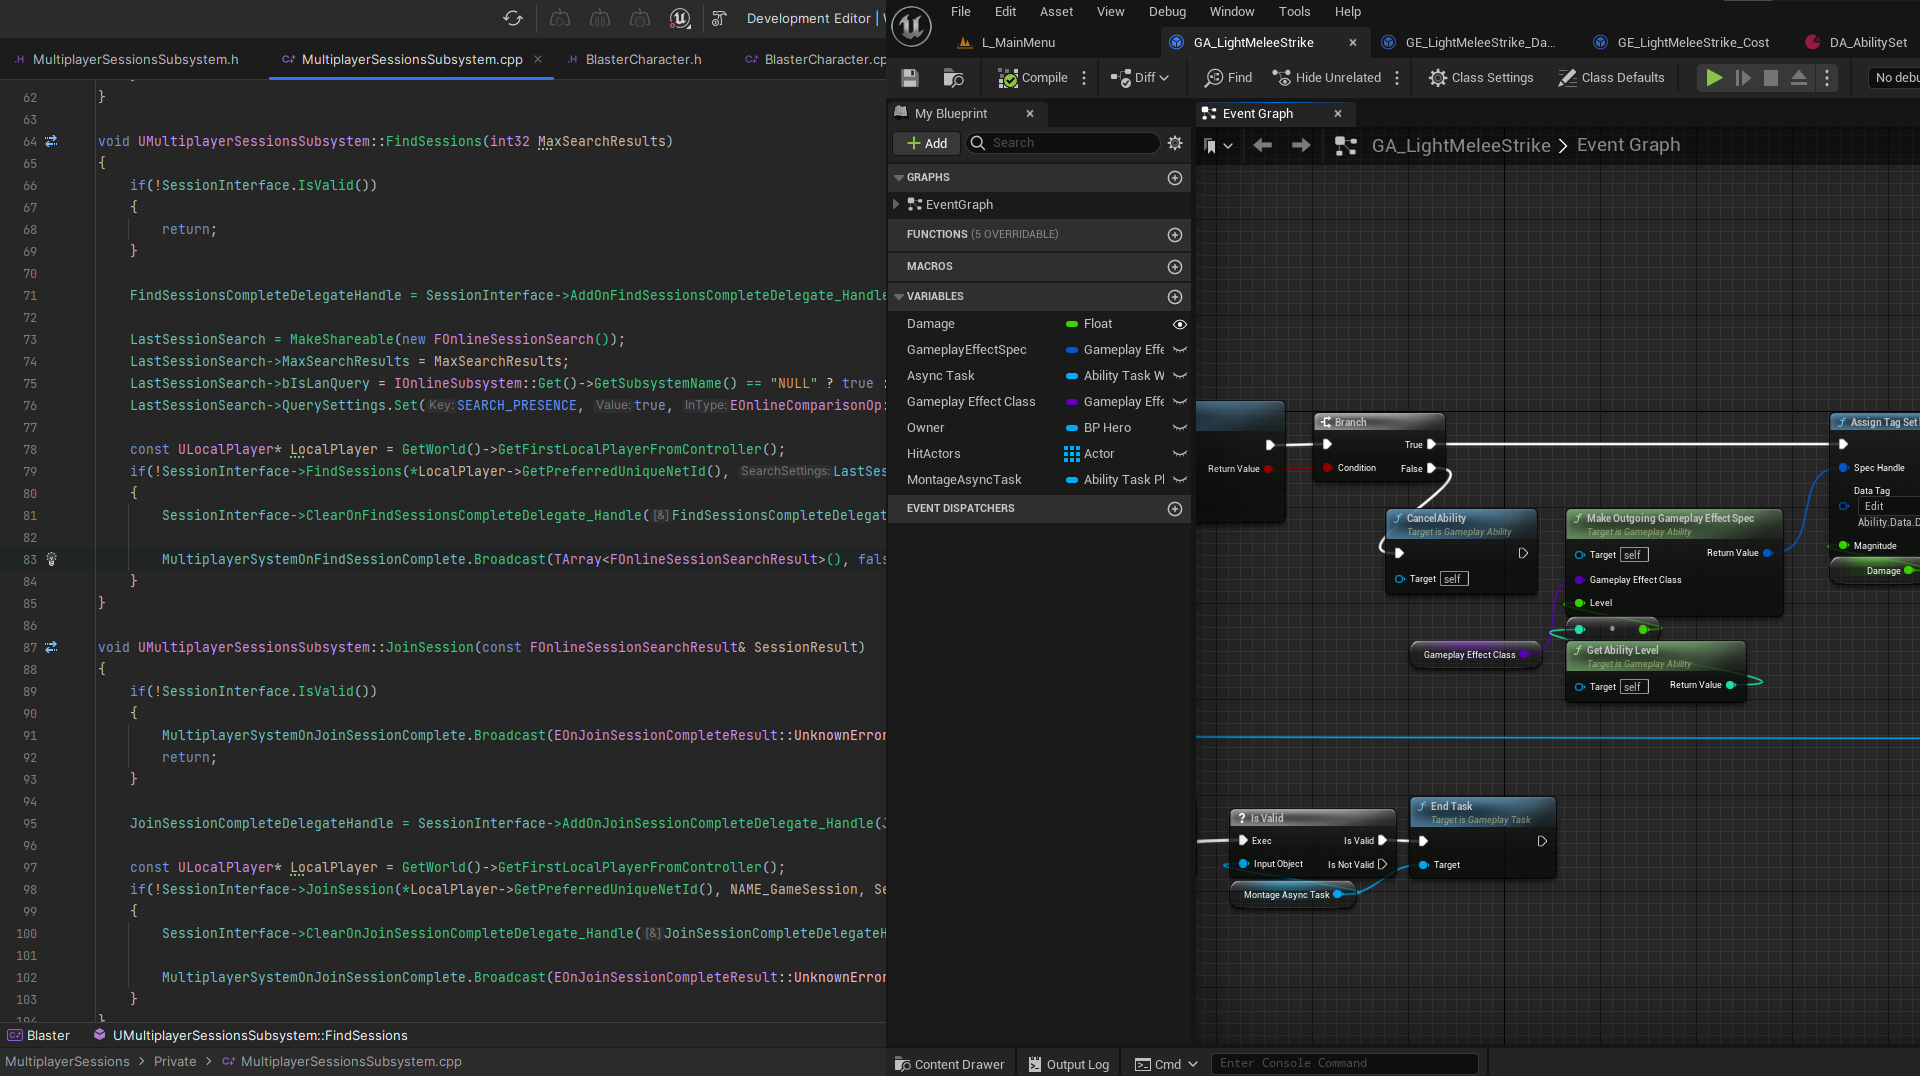 Development Editor
MultiplayerSessionsSubsystem.h
MultiplayerSessionsSubsystem.cpp
BlasterCharacter.h
BlasterCharacter.cp
62 }
63
64 void UMultiplayerSessionsSubsystem::FindSessions(int32 MaxSearchResults)
65 {
66 if(!SessionInterface.IsValid())
67 {
68 return;
69 }
70
71 FindSessionsCompleteDelegateHandle = SessionInterface->AddOnFindSessionsCompleteDelegate_Handle
72
73 LastSessionSearch = MakeShareable(new FOnlineSessionSearch());
74 LastSessionSearch->MaxSearchResults = MaxSearchResults;
75 LastSessionSearch->bIsLanQuery = IOnlineSubsystem::Get()->GetSubsystemName() == "NULL" ? true :
76 LastSessionSearch->QuerySettings.Set( Key: SEARCH_PRESENCE, Value: true, InType: EOnlineComparisonOp:
77
78 const ULocalPlayer* LocalPlayer = GetWorld()->GetFirstLocalPlayerFromController();
79 if(!SessionInterface->FindSessions(*LocalPlayer->GetPreferredUniqueNetId(), SearchSettings: LastSes
80 {
81 SessionInterface->ClearOnFindSessionsCompleteDelegate_Handle( [&] FindSessionsCompleteDelegat
82
83 MultiplayerSystemOnFindSessionComplete.Broadcast(TArray<FOnlineSessionSearchResult>(), fals
84 }
85 }
86
87 void UMultiplayerSessionsSubsystem::JoinSession(const FOnlineSessionSearchResult& SessionResult)
88 {
89 if(!SessionInterface.IsValid())
90 {
91 MultiplayerSystemOnJoinSessionComplete.Broadcast(EOnJoinSessionCompleteResult::UnknownError
92 return;
93 }
94
95 JoinSessionCompleteDelegateHandle = SessionInterface->AddOnJoinSessionCompleteDelegate_Handle(J
96
97 const ULocalPlayer* LocalPlayer = GetWorld()->GetFirstLocalPlayerFromController();
98 if(!SessionInterface->JoinSession(*LocalPlayer->GetPreferredUniqueNetId(), NAME_GameSession, Se
99 {
100 SessionInterface->ClearOnJoinSessionCompleteDelegate_Handle( [&] JoinSessionCompleteDelegateH
101
102 MultiplayerSystemOnJoinSessionComplete.Broadcast(EOnJoinSessionCompleteResult::UnknownError
103 }
104 }
Blaster
UMultiplayerSessionsSubsystem::FindSessions
MultiplayerSessions > Private > MultiplayerSessionsSubsystem.cpp
File Edit Asset View Debug Window Tools Help
L_MainMenu
GA_LightMeleeStrike
GE_LightMeleeStrike_Da...
GE_LightMeleeStrike_Cost
DA_AbilitySet
Compile
Diff
Find
Hide Unrelated
Class Settings
Class Defaults
No debu
My Blueprint
Add
Search
GRAPHS
EventGraph
FUNCTIONS (5 OVERRIDABLE)
MACROS
VARIABLES
Damage Float
GameplayEffectSpec Gameplay Effe
Async Task Ability Task W
Gameplay Effect Class Gameplay Effe
Owner BP Hero
HitActors Actor
MontageAsyncTask Ability Task Pl
EVENT DISPATCHERS
Event Graph
GA_LightMeleeStrike > Event Graph
Return Value
Branch
True
Condition
False
CancelAbility
Target is Gameplay Ability
Target self
Make Outgoing Gameplay Effect Spec
Target is Gameplay Ability
Target self
Return Value
Gameplay Effect Class
Level
Gameplay Effect Class
Get Ability Level
Target is Gameplay Ability
Target self
Return Value
Assign Tag Set
Spec Handle
Data Tag
Edit
Ability.Data.D
Magnitude
Damage
Is Valid
Exec
Is Valid
Input Object
Is Not Valid
Montage Async Task
End Task
Target is Gameplay Task
Target
Content Drawer
Output Log
Cmd
Enter Console Command